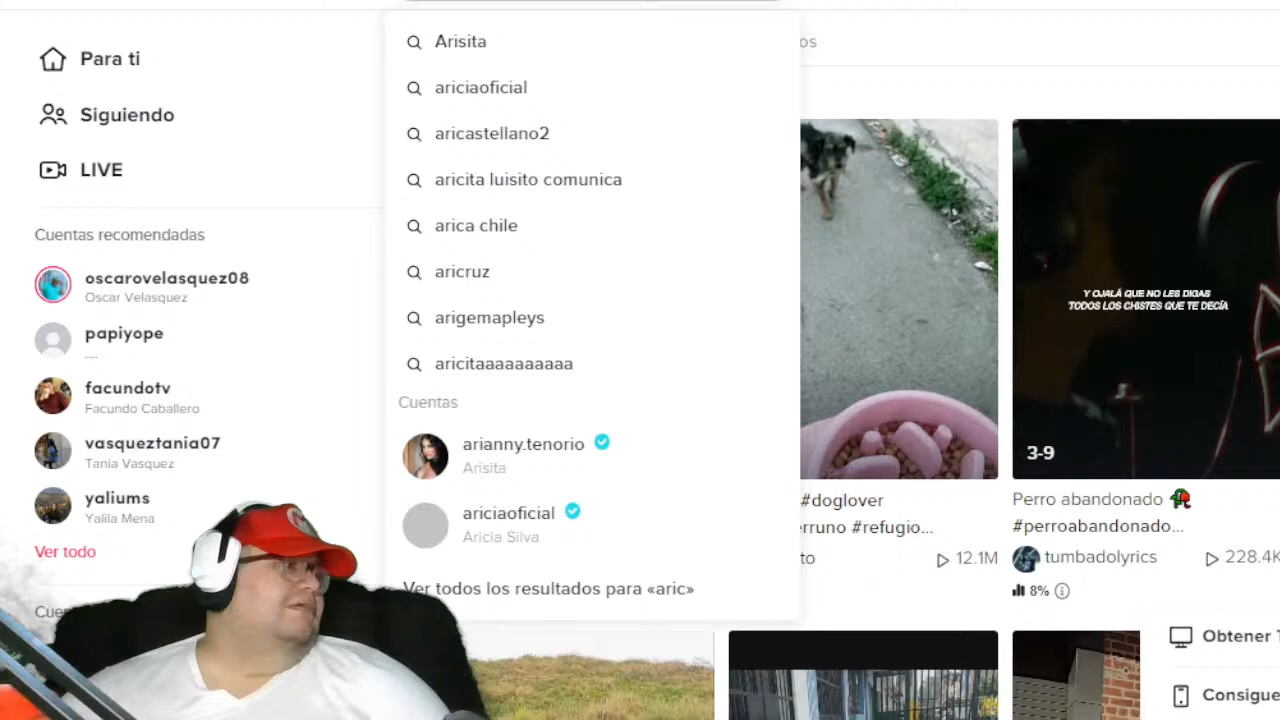 Para ti
Siguiendo
LIVE
Cuentas recomendadas
oscarovelasquez08
Oscar Velasquez
papiyope
....
facundotv
Facundo Caballero
vasqueztania07
Tania Vasquez
yaliums
Yalila Mena
Ver todo
Arisita
ariciaoficial
aricastellano2
aricita luisito comunica
arica chile
aricruz
arigemapleys
aricitaaaaaaaaaa
Cuentas
arianny.tenorio
Arisita
ariciaoficial
Aricia Silva
Ver todos los resultados para «aric»
os
#doglover
erruno #refugio...
to
12.1M
Y OJALÁ QUE NO LES DIGAS
TODOS LOS CHISTES QUE TE DECÍA
3-9
Perro abandonado
#perroabandonado...
tumbadolyrics
228.4K
8%
Obtener
Consigue
M